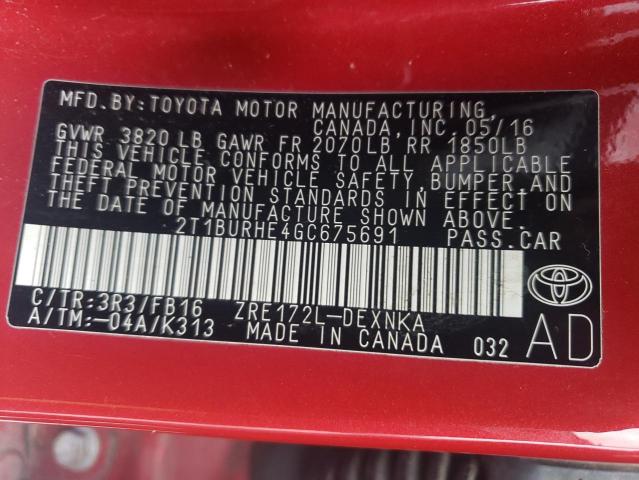 MFD.BY:TOYOTA MOTOR MANUFACTURING,
CANADA, INC. 05/16
GVWR 3820 LB GAWR FR 2070LB, RR 1850LB
THIS VEHICLE CONFORMS TO ALL APPLICABLE
FEDERAL MOTOR VEHICLE SAFETY, BUMPER, AND
THEFT PREVENTION STANDARDS IN EFFECT ON
THE DATE OF MANUFACTURE SHOWN ABOVE.
2T1BURHE4GC675691 PASS.CAR
C/TR:3R3/FB16 ZRE172L-DEXNKA
A/TM:-04A/K313 MADE IN CANADA 032
TOYOTA
AD